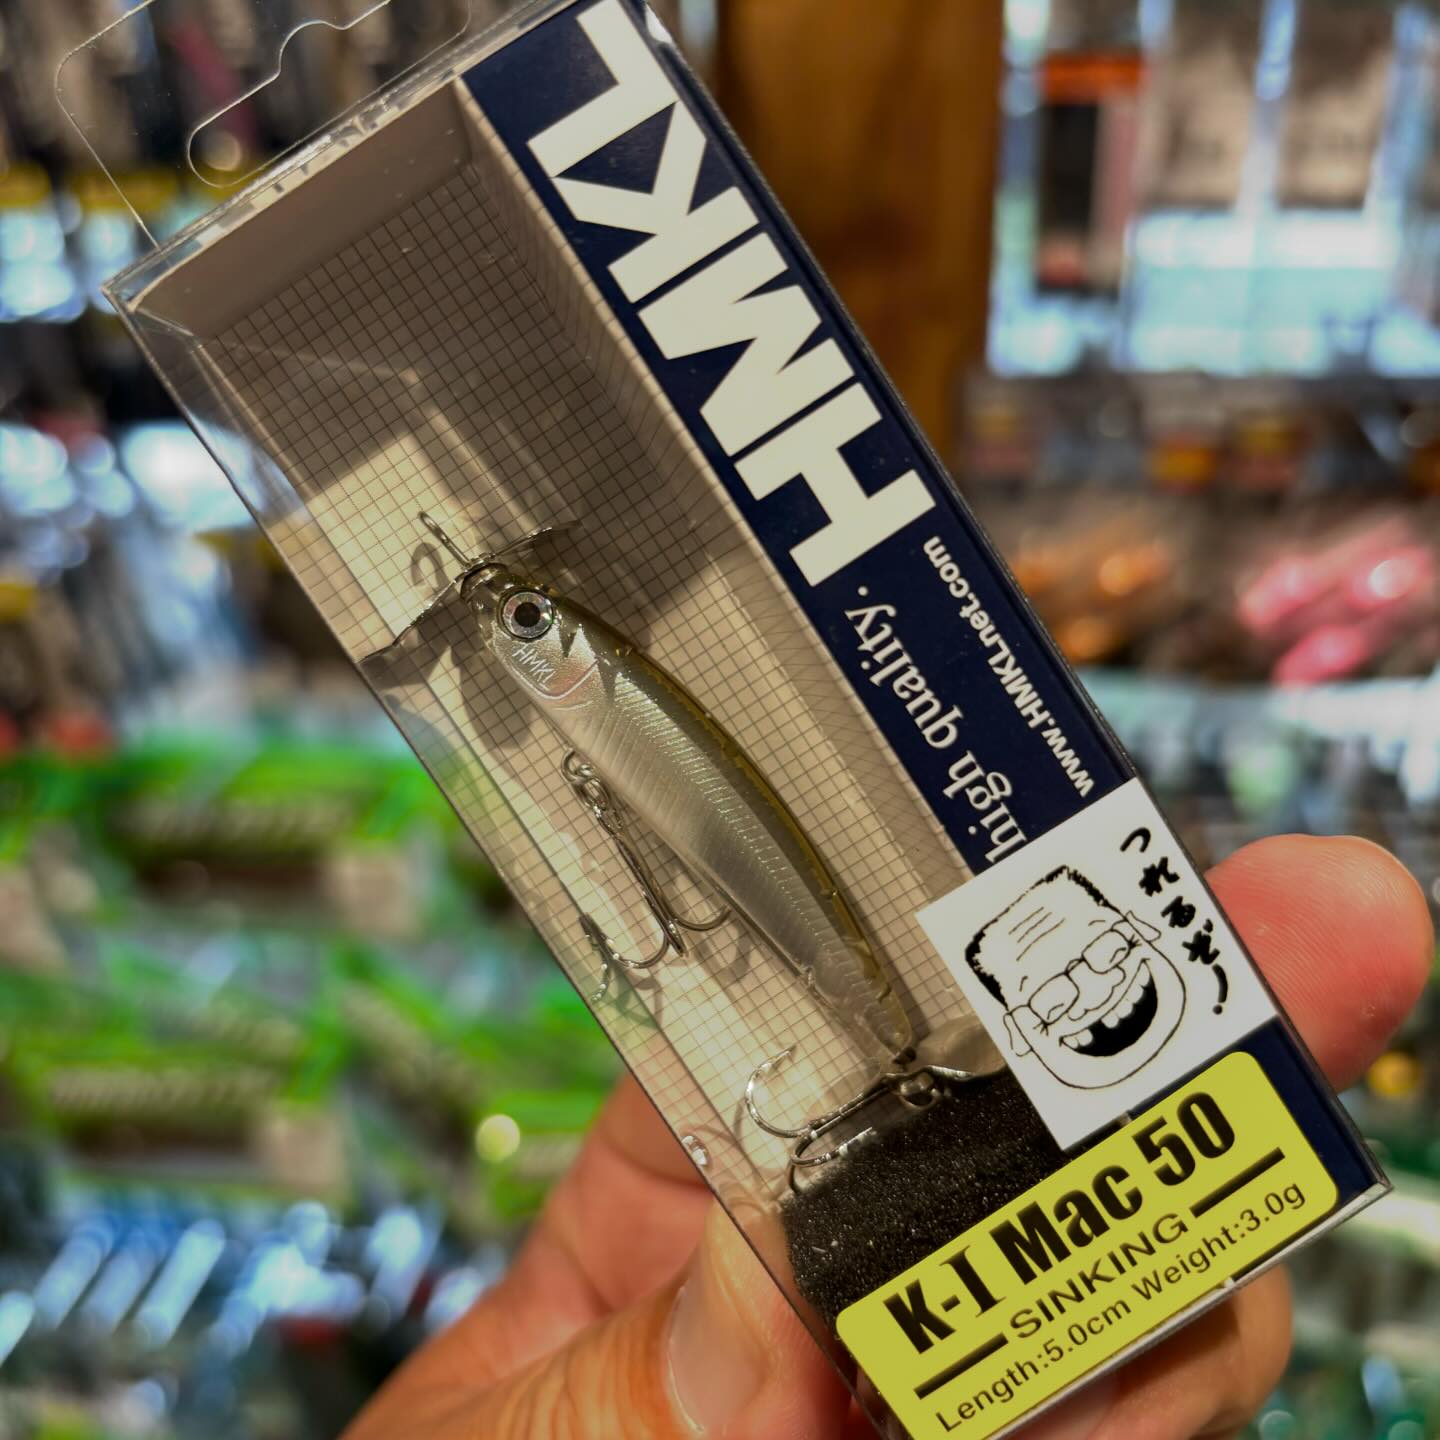 HMKL
high quality.
www.HMKLnet.com
HMKL
つれるぞー!
K-I Mac 50
SINKING
Length:5.0cm Weight:3.0g